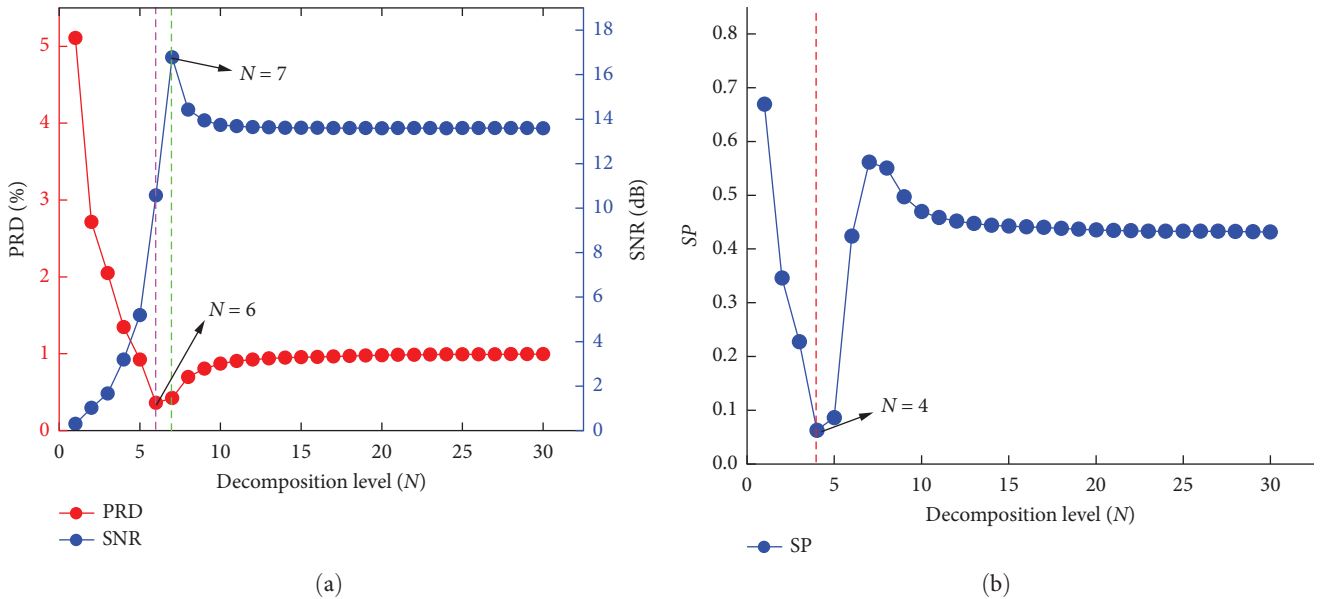 PRD (%)
5
4
3
2
1
0
18
16
14
12
10
8
6
4
2
0
SNR (dB)
N = 7
N = 6
0 5 10 15 20 25 30
Decomposition level (N)
PRD
SNR
(a)
SP
0.8
0.7
0.6
0.5
0.4
0.3
0.2
0.1
0.0
N = 4
0 5 10 15 20 25 30
Decomposition level (N)
SP
(b)